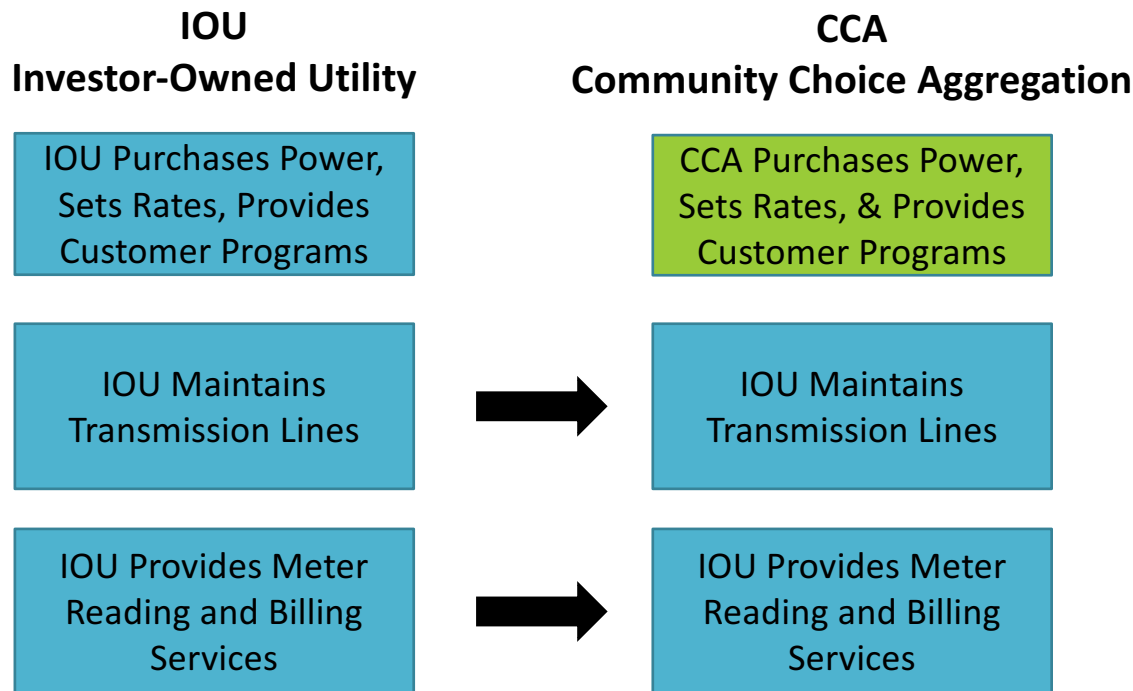 IOU
Investor-Owned Utility
CCA
Community Choice Aggregation
IOU Purchases Power,
Sets Rates, Provides
Customer Programs
CCA Purchases Power,
Sets Rates, & Provides
Customer Programs
IOU Maintains
Transmission Lines
IOU Maintains
Transmission Lines
IOU Provides Meter
Reading and Billing
Services
IOU Provides Meter
Reading and Billing
Services